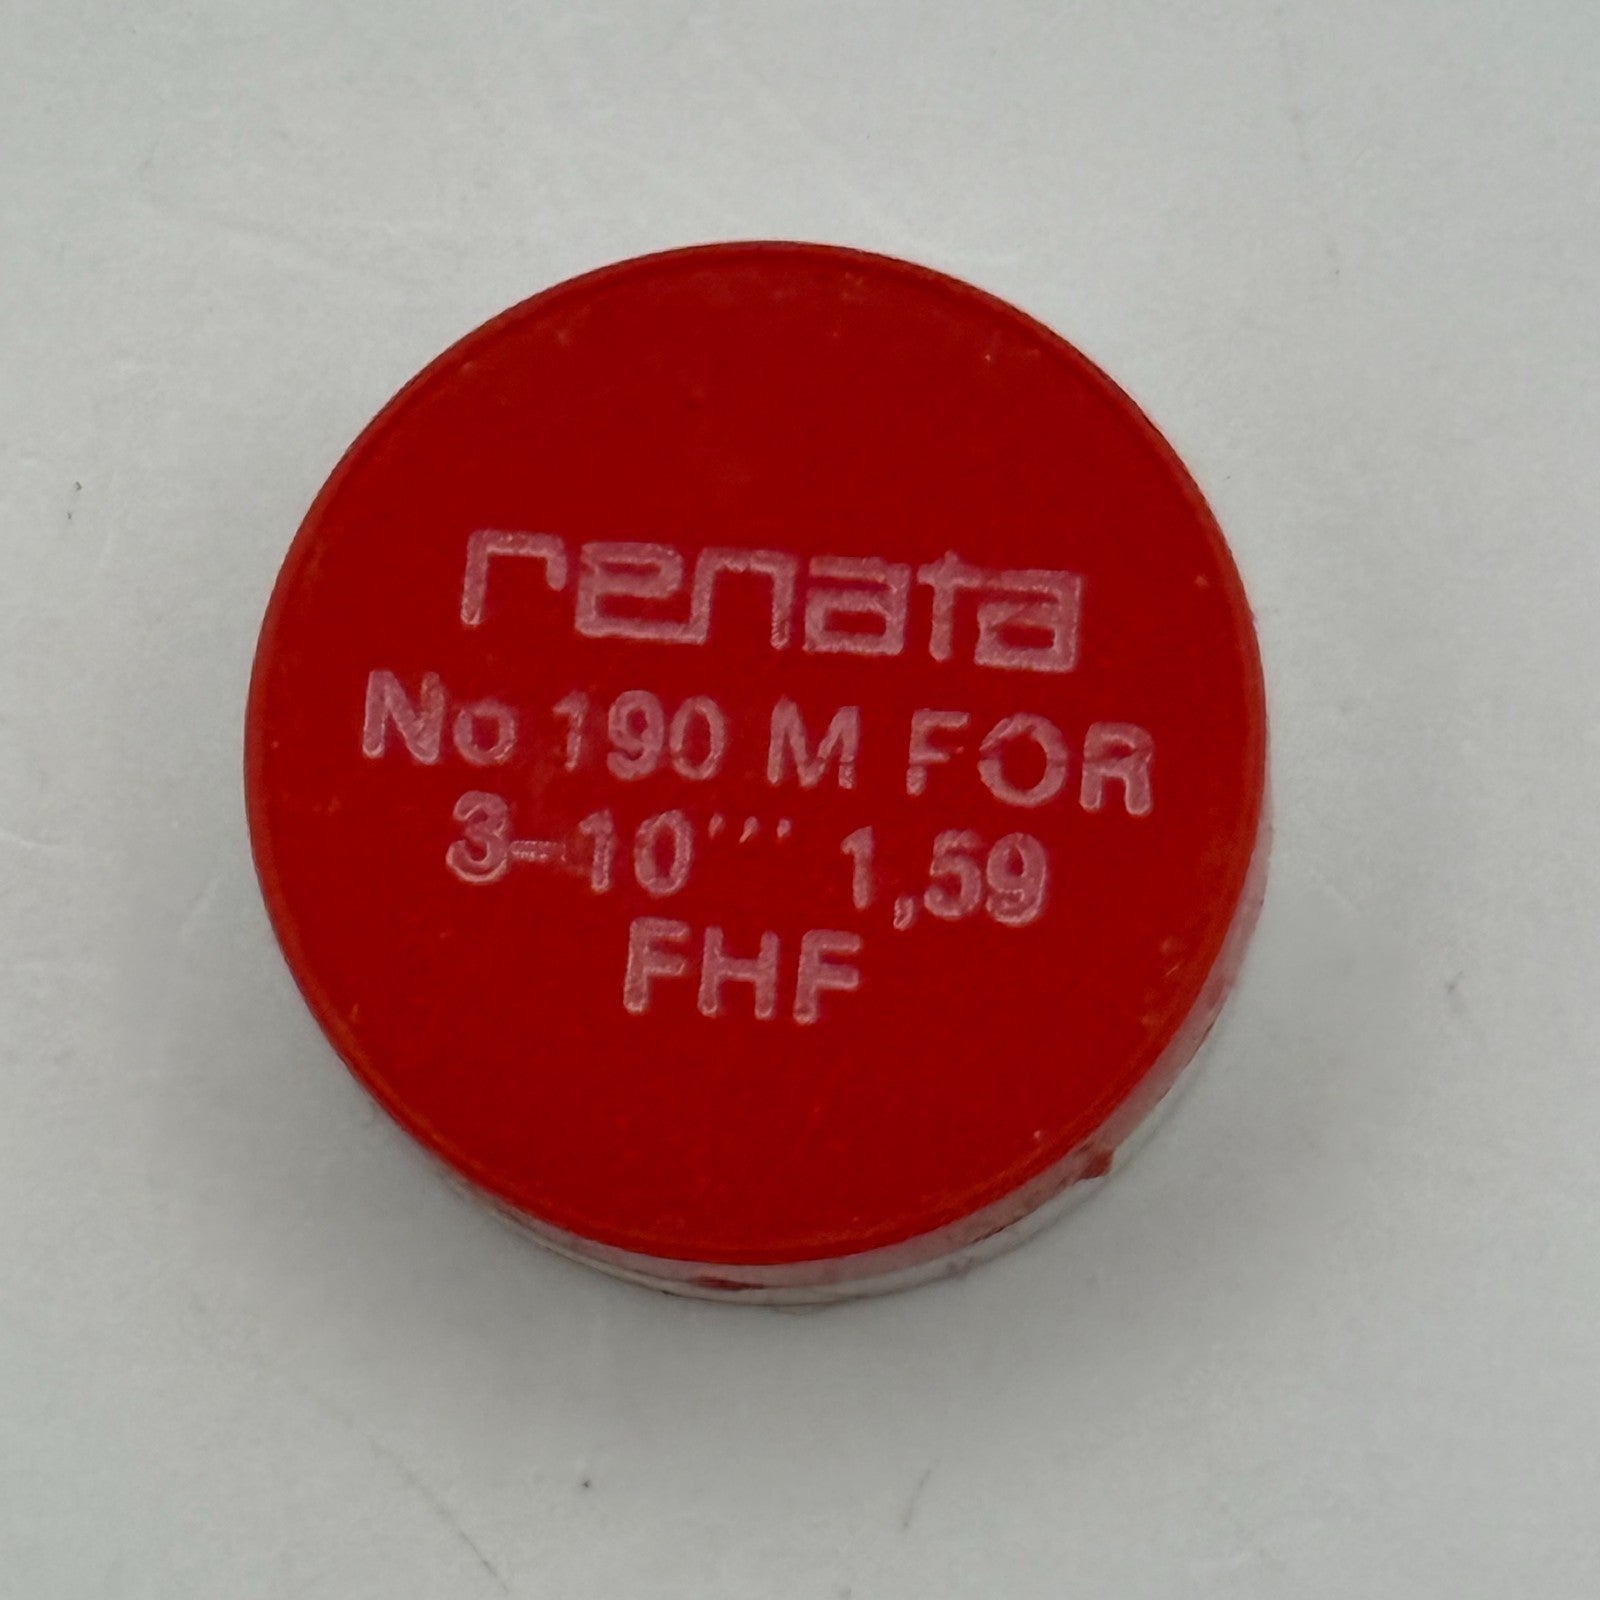 renata
No 190 M FOR
3-10''' 1,59
FHF